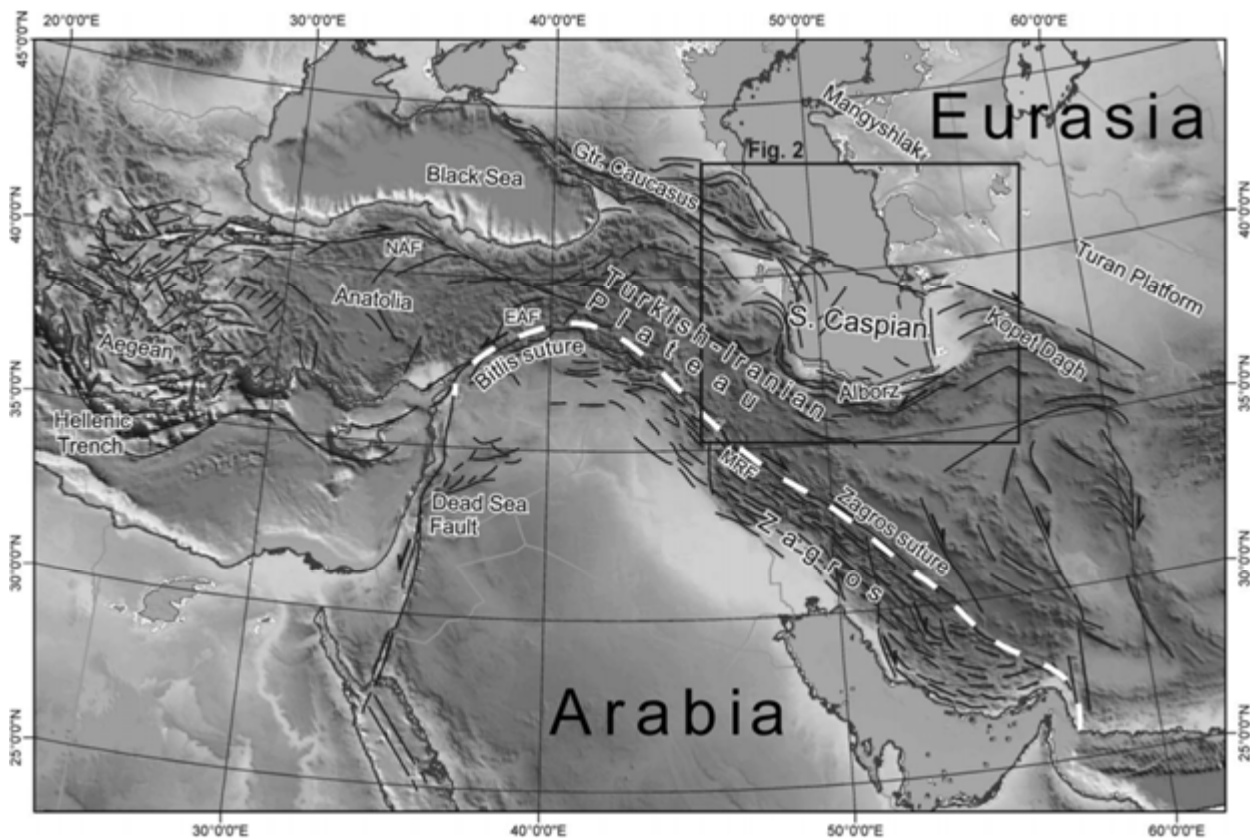 20°0'0"E 30°0'0"E 40°0'0"E 50°0'0"E 60°0'0"E
45°0'0"N
Eurasia
Mangyshlak
Fig. 2
Gtr. Caucasus
Black Sea
40°0'0"N
40°0'0"N
NAF
Turan Platform
Anatolia
Turkish-Iranian
Plateau
S. Caspian
Kopet Dagh
EAF
Bitlis suture
Aegean
Alborz
35°0'0"N
35°0'0"N
Hellenic
Trench
MRF
Dead Sea
Fault
Zagros suture
Zagros
30°0'0"N
30°0'0"N
Arabia
25°0'0"N
25°0'0"N
30°0'0"E 40°0'0"E 50°0'0"E 60°0'0"E